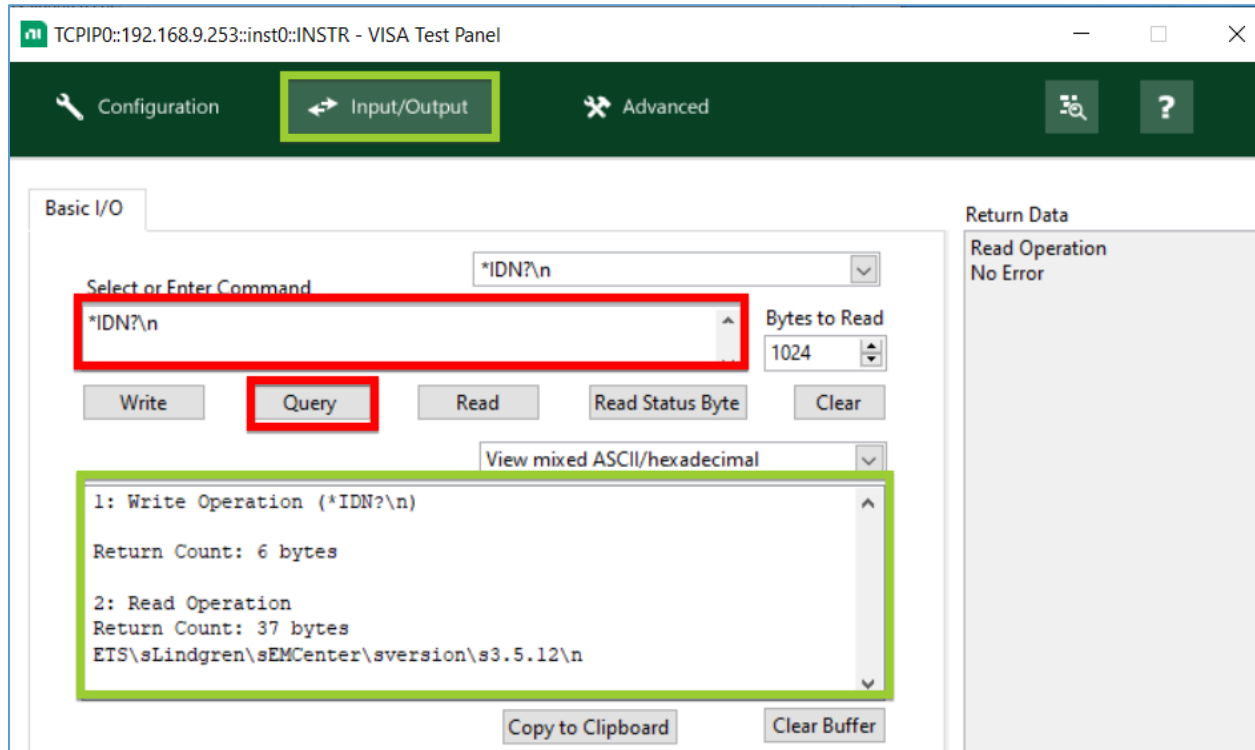 TCPIP0::192.168.9.253::inst0::INSTR - VISA Test Panel
Configuration
Input/Output
Advanced
?
Basic I/O
Return Data
Read Operation
No Error
*IDN?\n
Select or Enter Command
*IDN?\n
Bytes to Read
1024
Write
Query
Read
Read Status Byte
Clear
View mixed ASCII/hexadecimal
1: Write Operation (*IDN?\n)
Return Count: 6 bytes
2: Read Operation
Return Count: 37 bytes
ETS\sLindgren\sEMCenter\sversion\s3.5.12\n
Copy to Clipboard
Clear Buffer